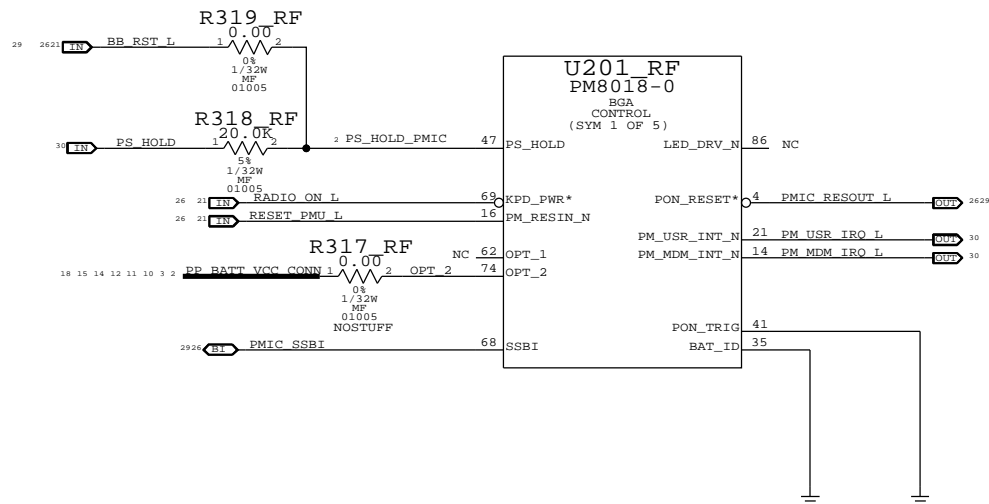 R319_RF
0.00
29 2621 IN BB_RST_L 1 2
0%
1/32W
MF
01005
R318_RF
20.0K
30 IN PS_HOLD 1 2
5%
1/32W
MF
01005
2 PS_HOLD_PMIC 47 PS_HOLD
26 21 IN RADIO_ON_L 69 KPD_PWR*
26 21 IN RESET_PMU_L 16 PM_RESIN_N
R317_RF
0.00
NC 62 OPT_1
18 15 14 12 11 10 3 2 PP_BATT_VCC_CONN 1 2 OPT_2 74 OPT_2
0%
1/32W
MF
01005
NOSTUFF
2926 BI PMIC_SSBI 68 SSBI
U201_RF
PM8018-0
BGA
CONTROL
(SYM 1 OF 5)
LED_DRV_N 86 NC
PON_RESET* 4 PMIC_RESOUT_L OUT 2629
PM_USR_INT_N 21 PM_USR_IRQ_L OUT 30
PM_MDM_INT_N 14 PM_MDM_IRQ_L OUT 30
PON_TRIG 41
BAT_ID 35